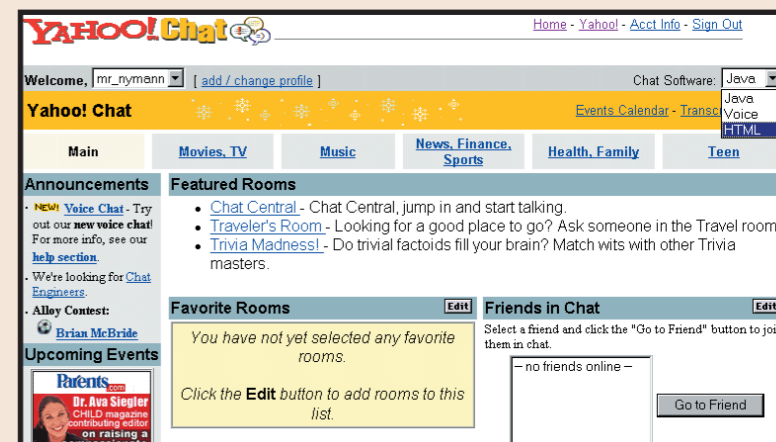 YAHOO! Chat
Home - Yahoo! - Acct Info - Sign Out
Welcome, mr_nymann [ add / change profile ]
Chat Software: Java
Java
Voice
HTML
Yahoo! Chat
Events Calendar -
Main
Movies, TV
Music
News, Finance, Sports
Health, Family
Teen
Announcements
· NEW! Voice Chat - Try
out our new voice chat!
For more info, see our
help section.
· We're looking for Chat
Engineers.
· Alloy Contest:
Brian McBride
Upcoming Events
Parents.com
Dr. Ava Siegler
CHILD magazine
contributing editor
on raising a
Featured Rooms
• Chat Central - Chat Central, jump in and start talking.
• Traveler's Room - Looking for a good place to go? Ask someone in the Travel room
• Trivia Madness! - Do trivial factoids fill your brain? Match wits with other Trivia
masters.
Favorite Rooms
Edit
You have not yet selected any favorite
rooms.
Click the Edit button to add rooms to this
list.
Friends in Chat
Edit
Select a friend and click the "Go to Friend" button to joi
them in chat.
-- no friends online --
Go to Friend